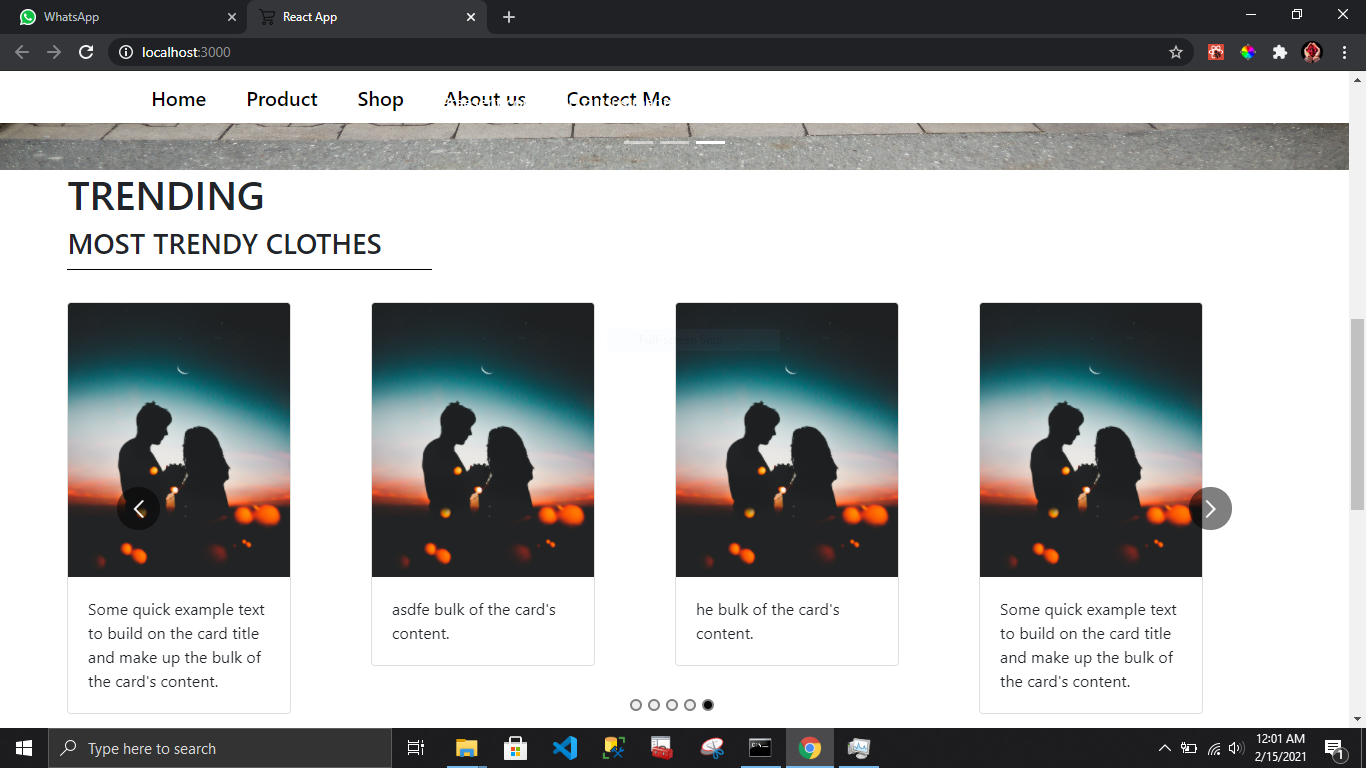 WhatsApp
React App
localhost:3000
Home Product Shop About us Contact Me
TRENDING
MOST TRENDY CLOTHES
Some quick example text
to build on the card title
and make up the bulk of
the card's content.
asdfe bulk of the card's
content.
he bulk of the card's
content.
Some quick example text
to build on the card title
and make up the bulk of
the card's content.
Type here to search
12:01 AM
2/15/2021
1